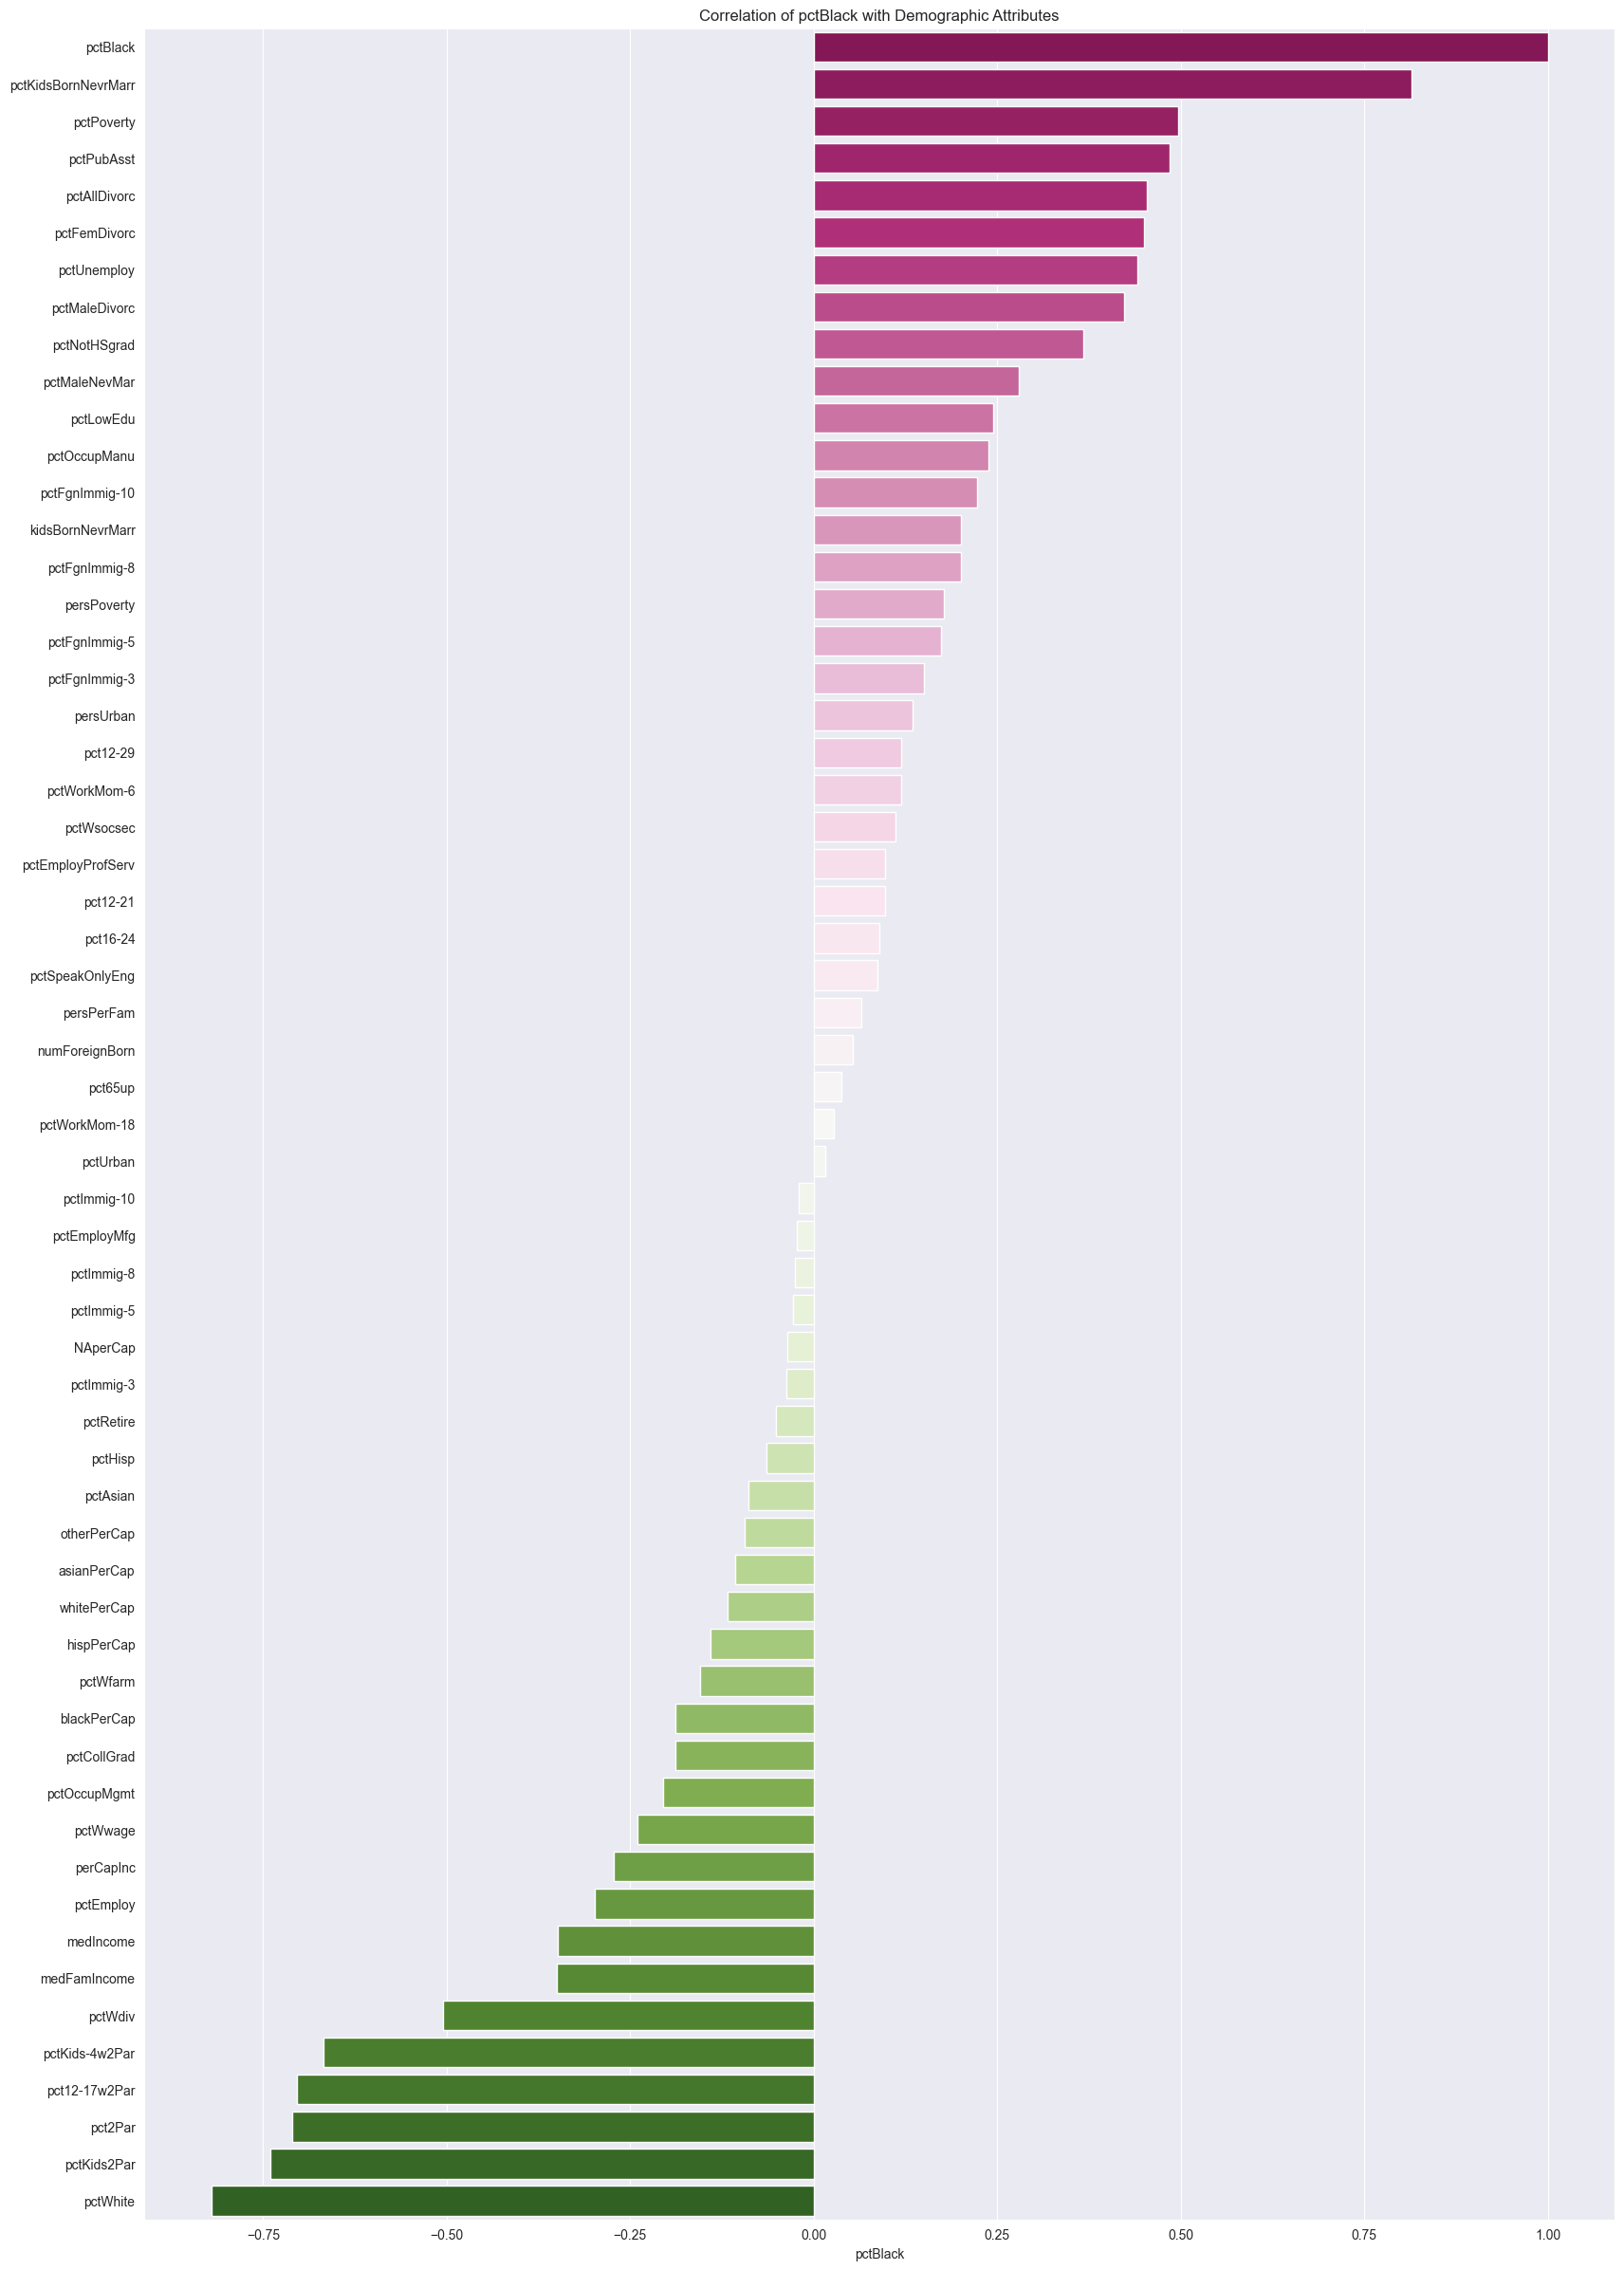 Correlation of pctBlack with Demographic Attributes
pctBlack
pctKidsBornNevrMarr
pctPoverty
pctPubAsst
pctAllDivorc
pctFemDivorc
pctUnemploy
pctMaleDivorc
pctNotHSgrad
pctMaleNevMar
pctLowEdu
pctOccupManu
pctFgnImmig-10
kidsBornNevrMarr
pctFgnImmig-8
persPoverty
pctFgnImmig-5
pctFgnImmig-3
persUrban
pct12-29
pctWorkMom-6
pctWsocsec
pctEmployProfServ
pct12-21
pct16-24
pctSpeakOnlyEng
persPerFam
numForeignBorn
pct65up
pctWorkMom-18
pctUrban
pctImmig-10
pctEmployMfg
pctImmig-8
pctImmig-5
NAperCap
pctImmig-3
pctRetire
pctHisp
pctAsian
otherPerCap
asianPerCap
whitePerCap
hispPerCap
pctWfarm
blackPerCap
pctCollGrad
pctOccupMgmt
pctWwage
perCapInc
pctEmploy
medIncome
medFamIncome
pctWdiv
pctKids-4w2Par
pct12-17w2Par
pct2Par
pctKids2Par
pctWhite
−0.75 −0.50 −0.25 0.00 0.25 0.50 0.75 1.00
pctBlack